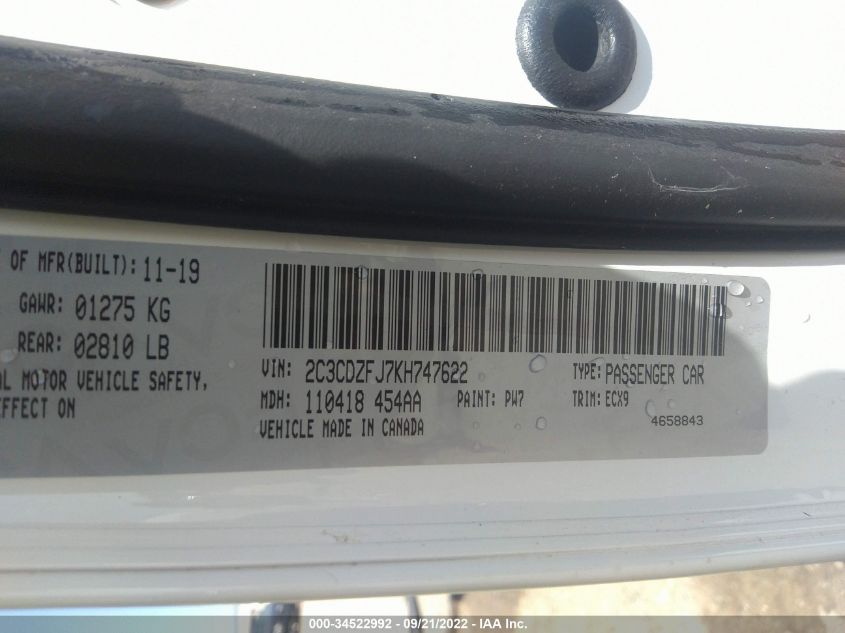 OF MFR(BUILT): 11-19
GAWR: 01275 KG
REAR: 02810 LB
MOTOR VEHICLE SAFETY,
EFFECT ON
VIN: 2C3CDZFJ7KH747622
TYPE: PASSENGER CAR
MDH: 110418 454AA
PAINT: PW7
TRIM: ECX9
VEHICLE MADE IN CANADA
4658843
000-34522992 - 09/21/2022 - IAA Inc.